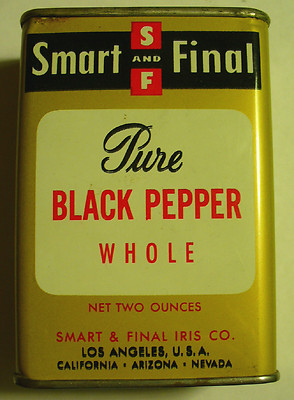 S
Smart AND Final
F
Pure
BLACK PEPPER
WHOLE
NET TWO OUNCES
SMART & FINAL IRIS CO.
LOS ANGELES, U.S.A.
CALIFORNIA • ARIZONA • NEVADA